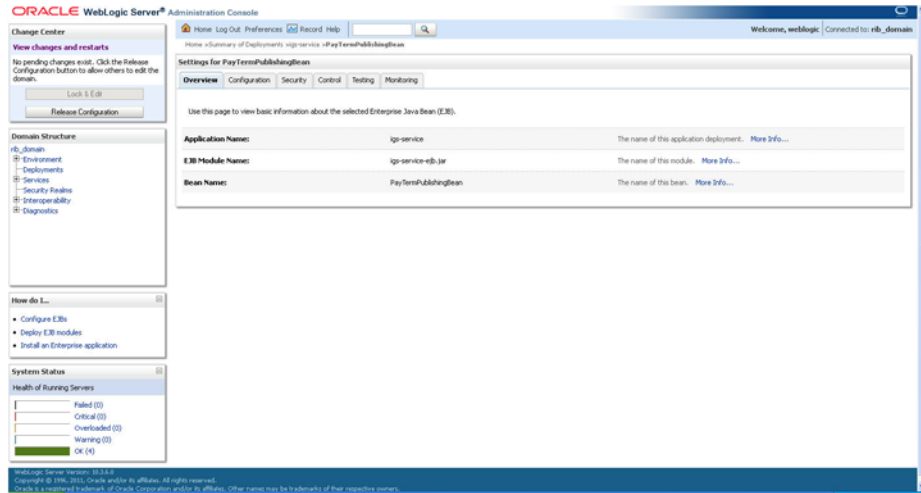 ORACLE WebLogic Server® Administration Console
Change Center
View changes and restarts
No pending changes exist. Click the Release
Configuration button to allow others to edit the
domain.
Lock & Edit
Release Configuration
Domain Structure
rib_domain
Environment
Deployments
Services
Security Realms
Interoperability
Diagnostics
How do I...
Configure EJBs
Deploy EJB modules
Install an Enterprise application
System Status
Health of Running Servers
Failed (0)
Critical (0)
Overloaded (0)
Warning (0)
OK (4)
Home Log Out Preferences Record Help
Welcome, weblogic Connected to: rib_domain
Home >Summary of Deployments >igs-service >PayTermPublishingBean
Settings for PayTermPublishingBean
Overview Configuration Security Control Testing Monitoring
Use this page to view basic information about the selected Enterprise Java Bean (EJB).
Application Name: igs-service The name of this application deployment. More Info...
EJB Module Name: igs-service-ejb.jar The name of this module. More Info...
Bean Name: PayTermPublishingBean The name of this bean. More Info...
WebLogic Server Version: 10.3.6.0
Copyright © 1996, 2011, Oracle and/or its affiliates. All rights reserved.
Oracle is a registered trademark of Oracle Corporation and/or its affiliates. Other names may be trademarks of their respective owners.